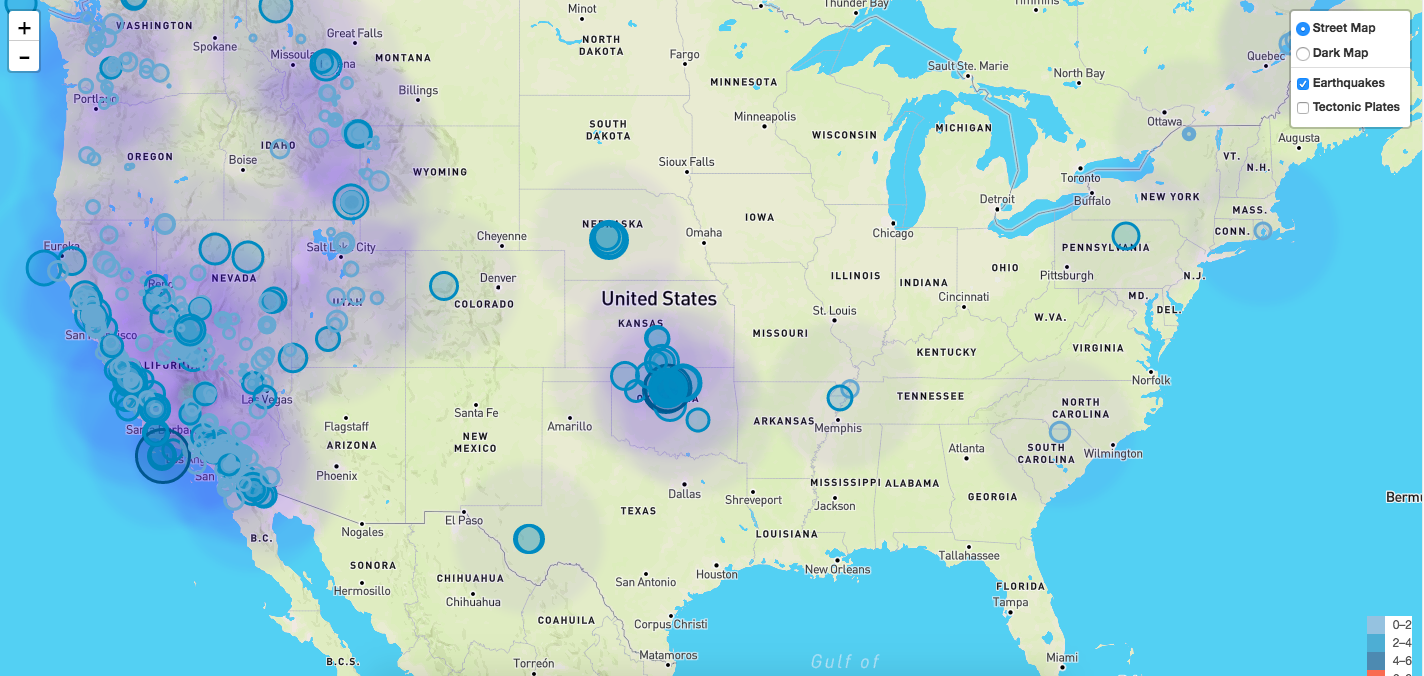 Minot
Thunder Bay
Timmins
+
−
WASHINGTON
Spokane
Great Falls
Missoula
MONTANA
NORTH
DAKOTA
Fargo
Sault Ste. Marie
North Bay
Quebec
Street Map
Dark Map
Earthquakes
Tectonic Plates
Portland
Billings
MINNESOTA
Minneapolis
SOUTH
DAKOTA
WISCONSIN
MICHIGAN
Ottawa
Augusta
OREGON
IDAHO
Boise
WYOMING
Sioux Falls
VT.
N.H.
Toronto
Buffalo
NEW YORK
Detroit
MASS.
CONN.
Eureka
Salt Lake City
Cheyenne
NEBRASKA
Omaha
IOWA
Chicago
PENNSYLVANIA
Reno
NEVADA
Denver
COLORADO
UTAH
ILLINOIS
INDIANA
OHIO
Pittsburgh
N.J.
United States
MD.
DEL.
Cincinnati
St. Louis
W.VA.
San Francisco
KANSAS
MISSOURI
KENTUCKY
VIRGINIA
CALIFORNIA
Norfolk
Las Vegas
OKLAHOMA
TENNESSEE
NORTH
CAROLINA
Flagstaff
ARIZONA
Santa Fe
NEW
MEXICO
Amarillo
ARKANSAS
Memphis
Santa Barbara
Los Angeles
San
Phoenix
Atlanta
SOUTH
CAROLINA
Wilmington
Dallas
Shreveport
MISSISSIPPI
ALABAMA
Jackson
GEORGIA
Bermu
TEXAS
El Paso
Nogales
B.C.
LOUISIANA
Tallahassee
SONORA
Hermosillo
CHIHUAHUA
Chihuahua
San Antonio
Houston
New Orleans
FLORIDA
Tampa
COAHUILA
Corpus Christi
Matamoros
Torreón
B.C.S.
Gulf of
Miami
0–2
2–4
4–6